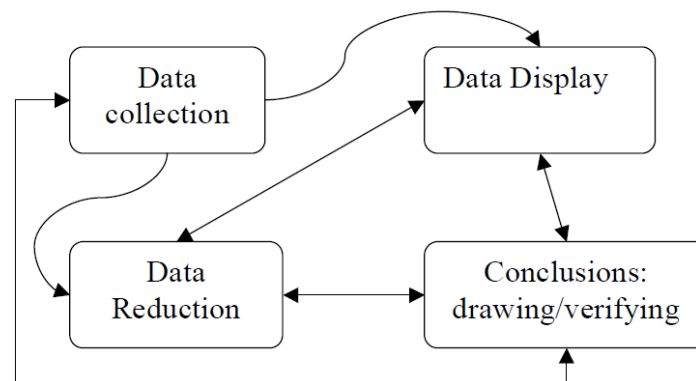 Data
collection
Data Display
Data
Reduction
Conclusions:
drawing/verifying